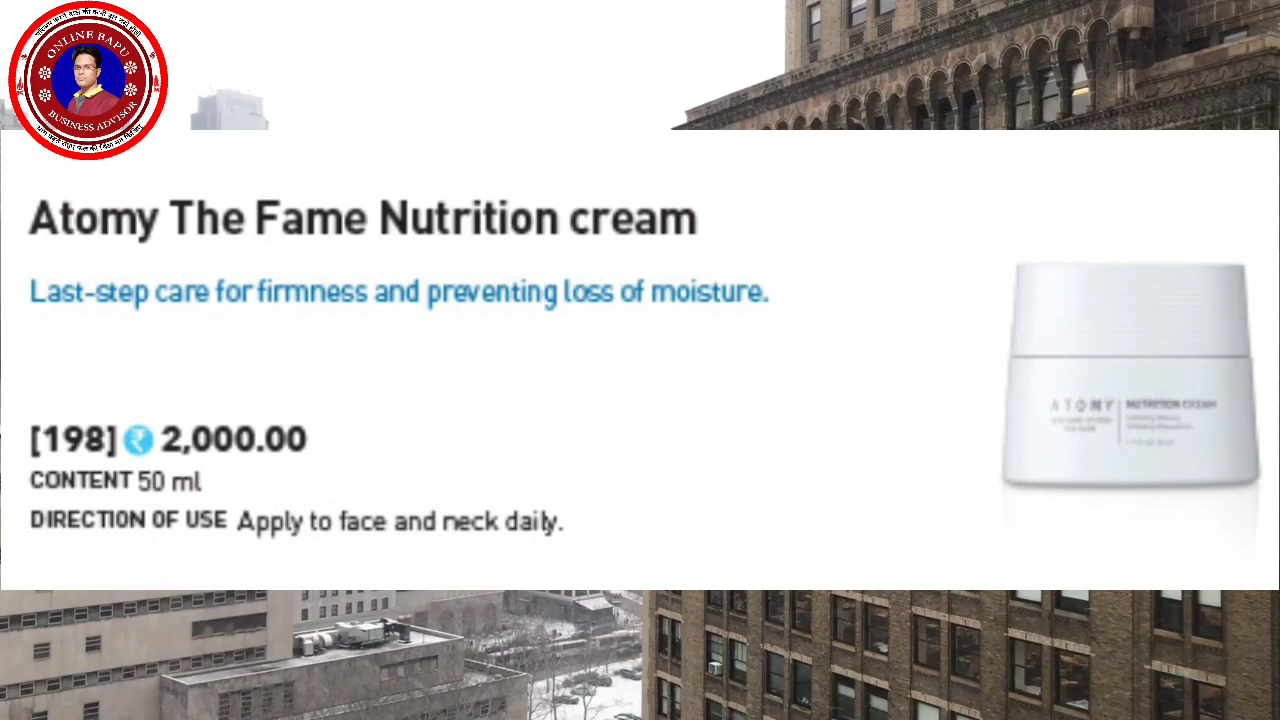 ONLINE BAPU
BUSINESS ADVISOR
Atomy The Fame Nutrition cream
Last-step care for firmness and preventing loss of moisture.
[198] ₹ 2,000.00
CONTENT 50 ml
DIRECTION OF USE Apply to face and neck daily.
ATOMY
NUTRITION CREAM